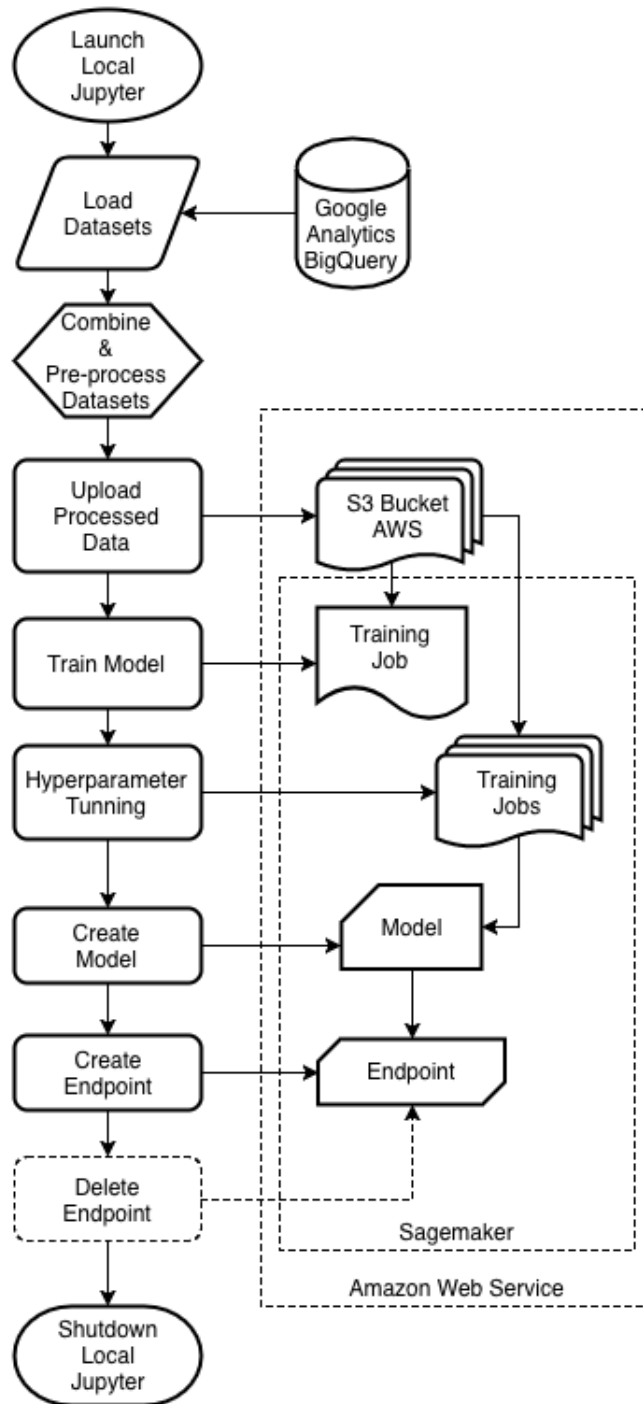 Launch
Local
Jupyter
Load
Datasets
Google
Analytics
BigQuery
Combine
&
Pre-process
Datasets
Upload
Processed
Data
S3 Bucket
AWS
Train Model
Training
Job
Hyperparameter
Tunning
Training
Jobs
Create
Model
Model
Create
Endpoint
Endpoint
Delete
Endpoint
Sagemaker
Amazon Web Service
Shutdown
Local
Jupyter